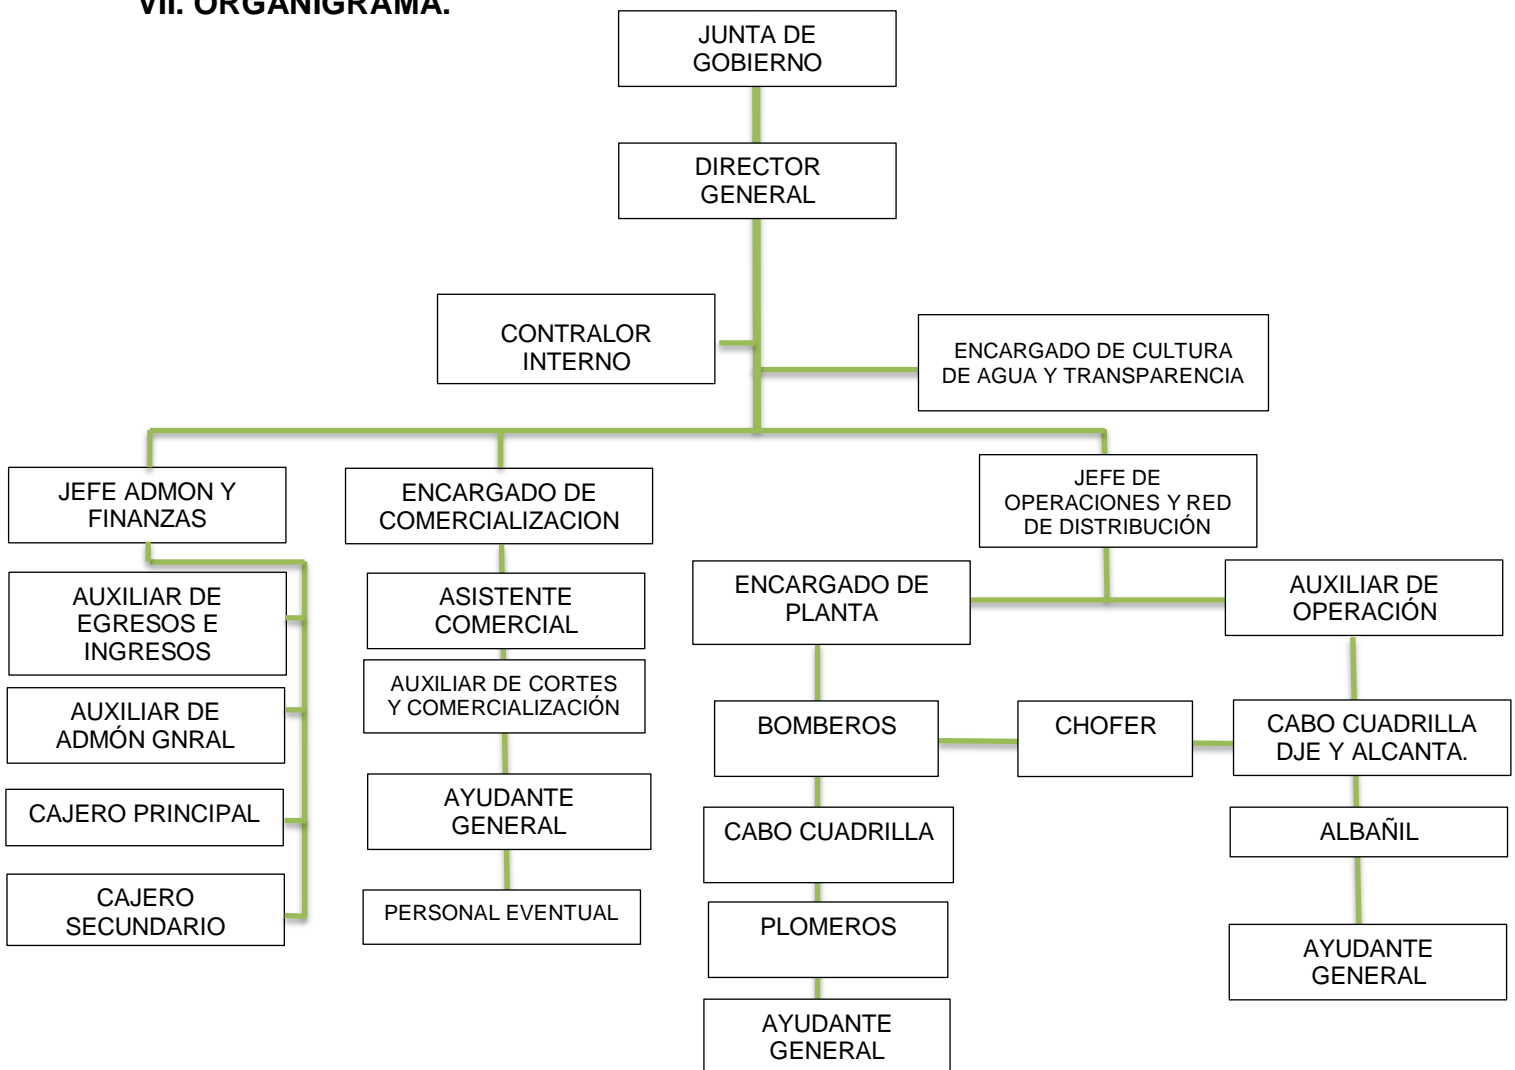 VII. ORGANIGRAMA.
JUNTA DE
GOBIERNO
DIRECTOR
GENERAL
CONTRALOR
INTERNO
ENCARGADO DE CULTURA
DE AGUA Y TRANSPARENCIA
JEFE ADMON Y
FINANZAS
ENCARGADO DE
COMERCIALIZACION
JEFE DE
OPERACIONES Y RED
DE DISTRIBUCIÓN
AUXILIAR DE
EGRESOS E
INGRESOS
ASISTENTE
COMERCIAL
ENCARGADO DE
PLANTA
AUXILIAR DE
OPERACIÓN
AUXILIAR DE
ADMÓN GNRAL
AUXILIAR DE CORTES
Y COMERCIALIZACIÓN
BOMBEROS
CHOFER
CABO CUADRILLA
DJE Y ALCANTA.
CAJERO PRINCIPAL
AYUDANTE
GENERAL
CABO CUADRILLA
ALBAÑIL
CAJERO
SECUNDARIO
PERSONAL EVENTUAL
PLOMEROS
AYUDANTE
GENERAL
AYUDANTE
GENERAL